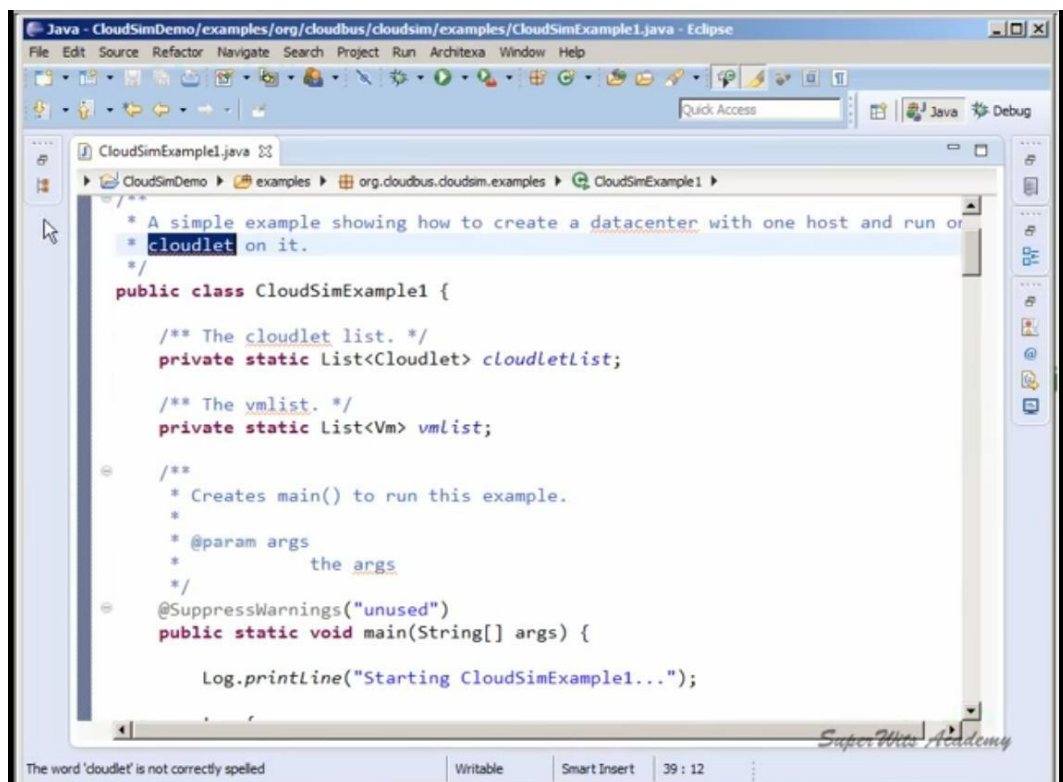 Java - CloudSimDemo/examples/org/cloudbus/cloudsim/examples/CloudSimExample1.java - Eclipse
File Edit Source Refactor Navigate Search Project Run Architexa Window Help
Quick Access Java Debug
CloudSimExample1.java
CloudSimDemo examples org.cloudbus.cloudsim.examples CloudSimExample1
/**
* A simple example showing how to create a datacenter with one host and run
* cloudlet on it.
*/
public class CloudSimExample1 {
/** The cloudlet list. */
private static List<Cloudlet> cloudletList;
/** The vmlist. */
private static List<Vm> vmlist;
/**
* Creates main() to run this example.
*
* @param args
* the args
*/
@SuppressWarnings("unused")
public static void main(String[] args) {
Log.printLine("Starting CloudSimExample1...");
SuperWits Academy
The word 'cloudlet' is not correctly spelled Writable Smart Insert 39 : 12